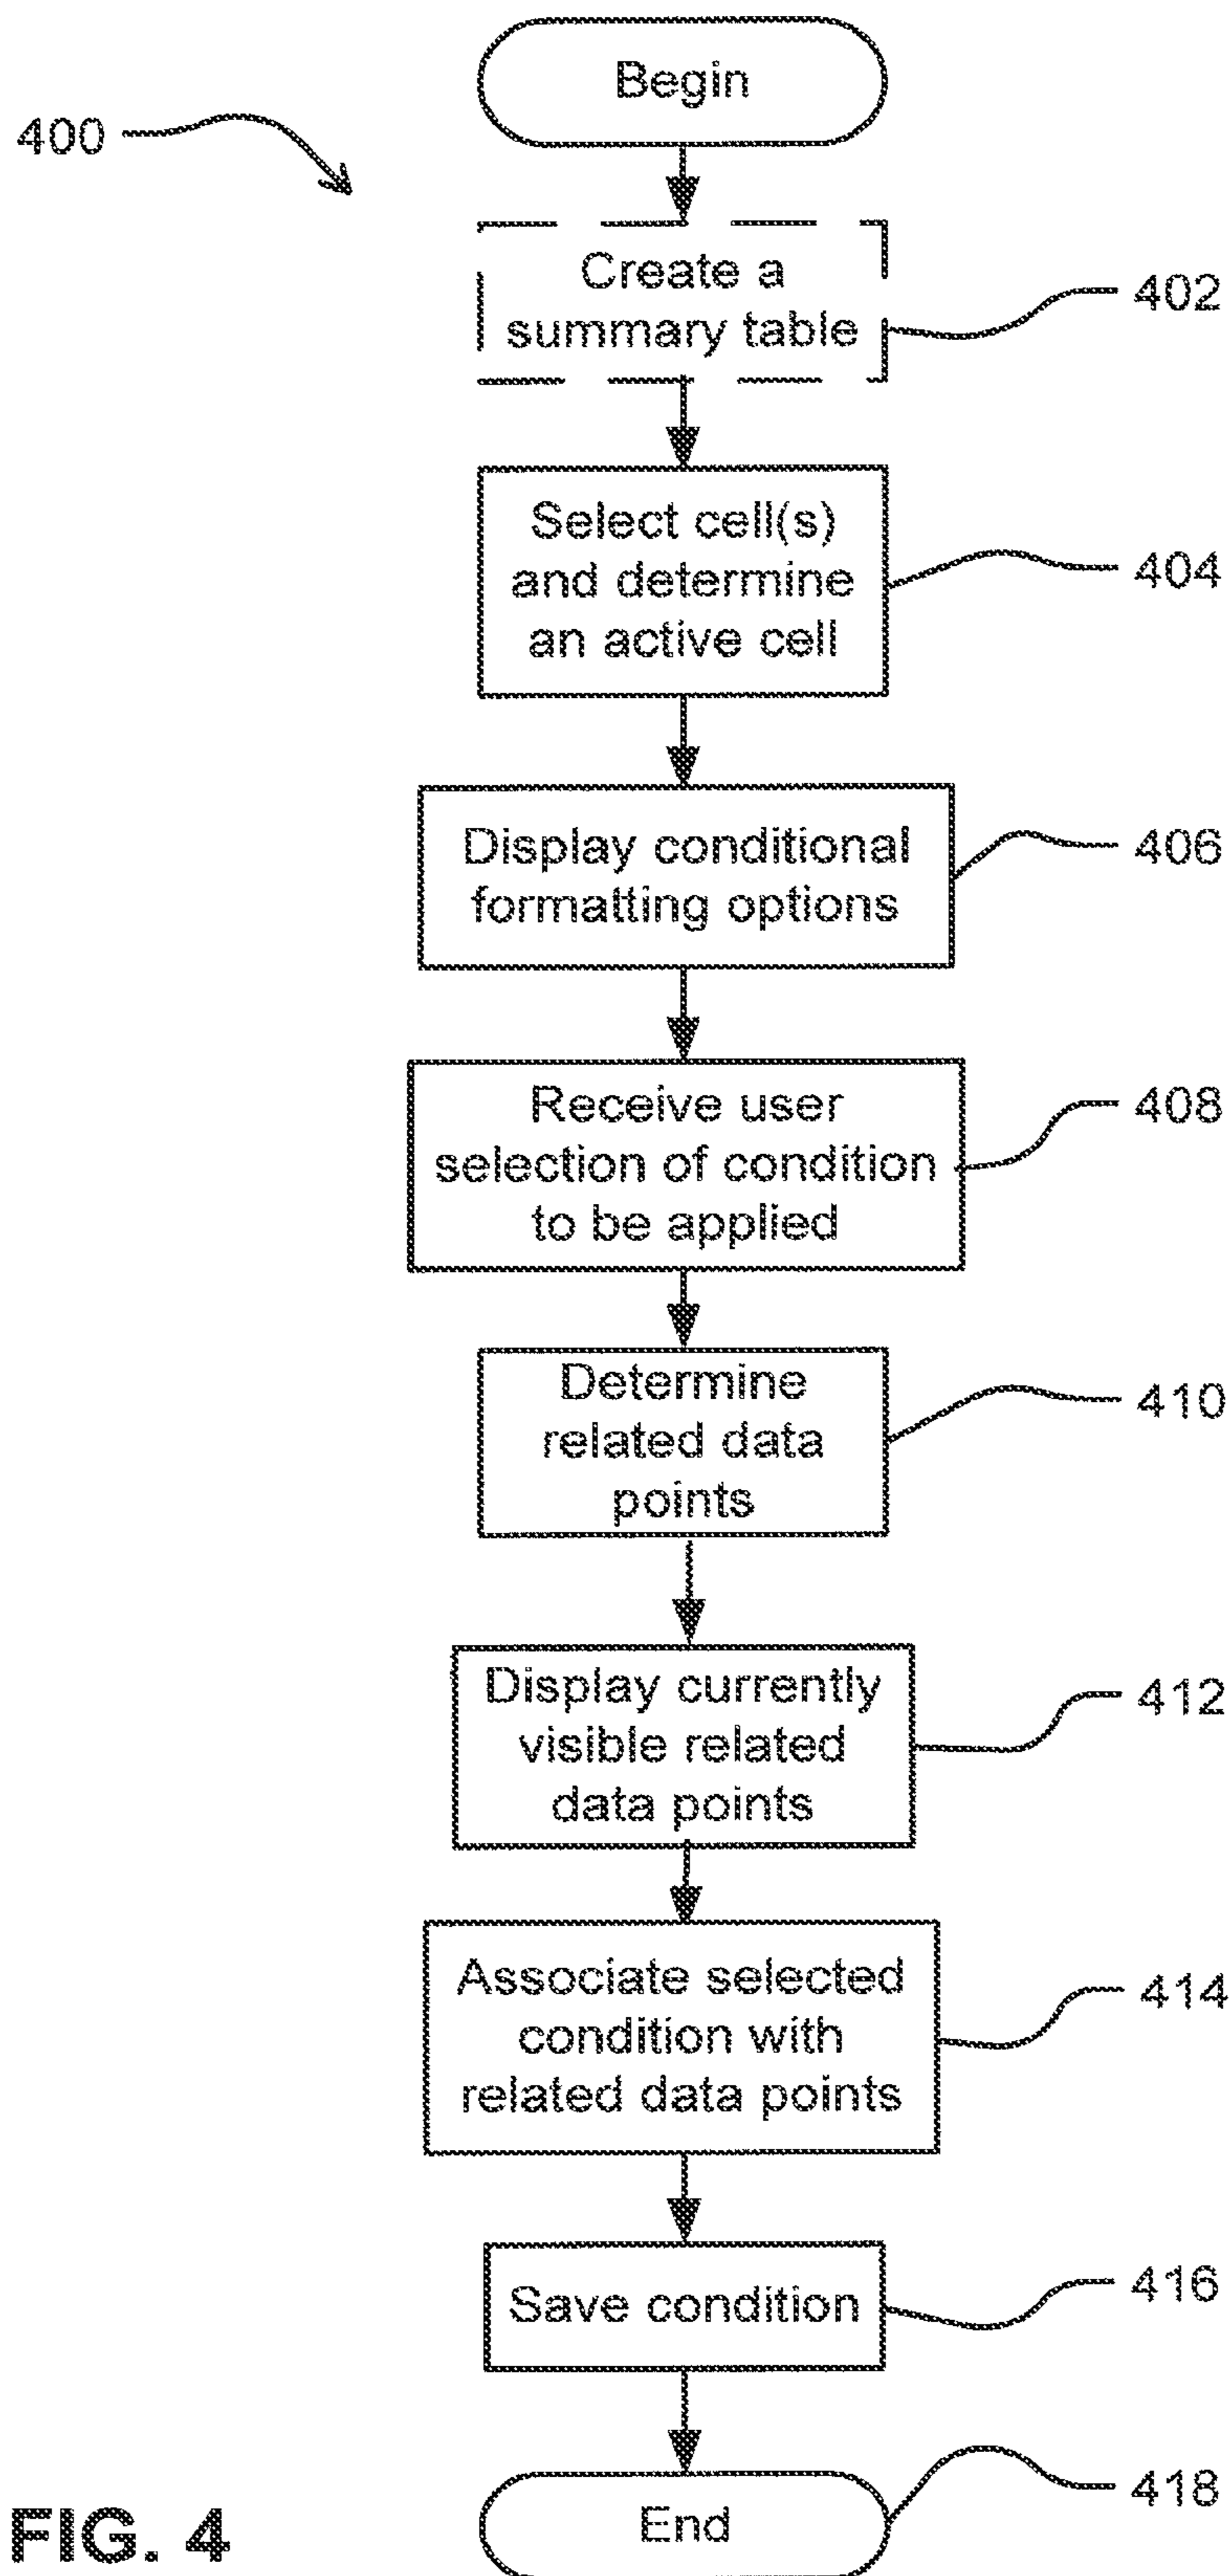 Begin
400
Create a
summary table
402
Select cell(s)
and determine
an active cell
404
Display conditional
formatting options
406
Receive user
selection of condition
to be applied
408
Determine
related data
points
410
Display currently
visible related
data points
412
Associate selected
condition with
related data points
414
Save condition
416
End
418
FIG. 4